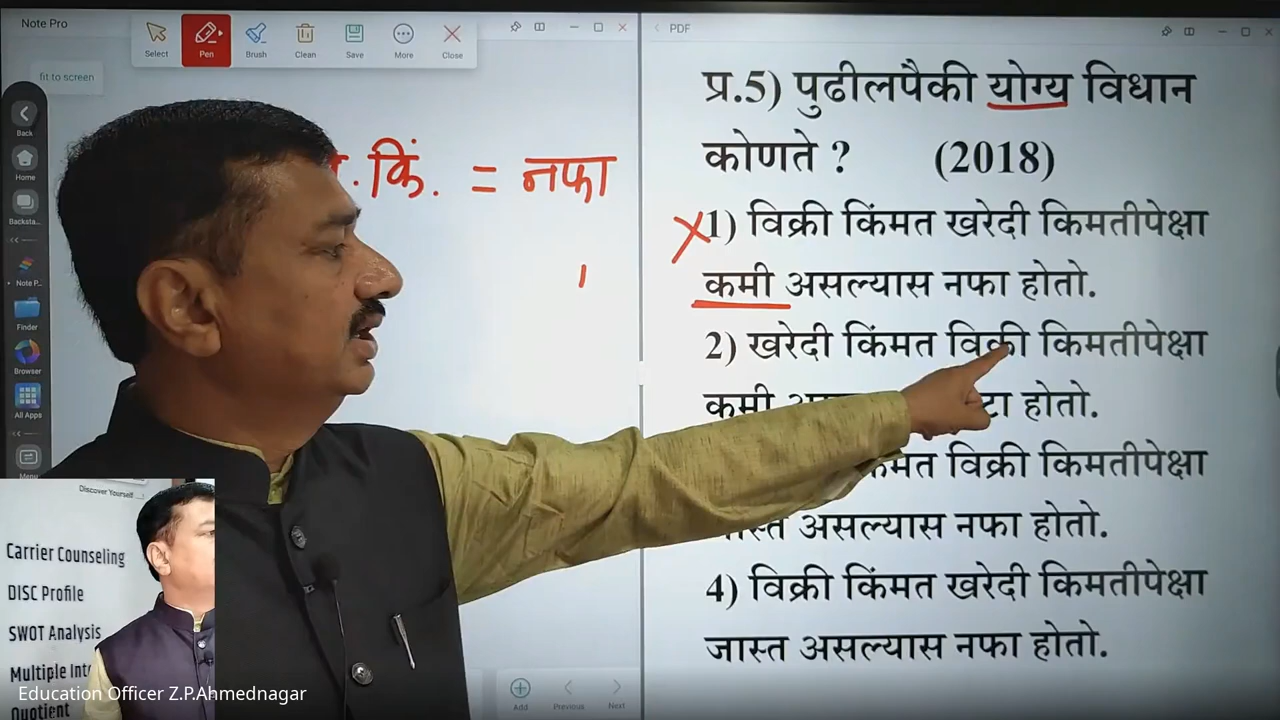 Note Pro
Select
Pen
Brush
Clean
Save
More
Close
PDF
fit to screen
Back
Home
Backsta...
Note P...
Finder
Browser
All Apps
Menu
. किं. = नफा
प्र.5) पुढीलपैकी योग्य विधान
कोणते ? (2018)
X 1) विक्री किंमत खरेदी किमतीपेक्षा
कमी असल्यास नफा होतो.
2) खरेदी किंमत विक्री किमतीपेक्षा
कमी होतो.
विक्री किमतीपेक्षा
असल्यास नफा होतो.
4) विक्री किंमत खरेदी किमतीपेक्षा
जास्त असल्यास नफा होतो.
Add
Previous
Next
Discover Yourself...
Carrier Counseling
DISC Profile
SWOT Analysis
Multiple
Quotient
Education Officer Z.P.Ahmednagar